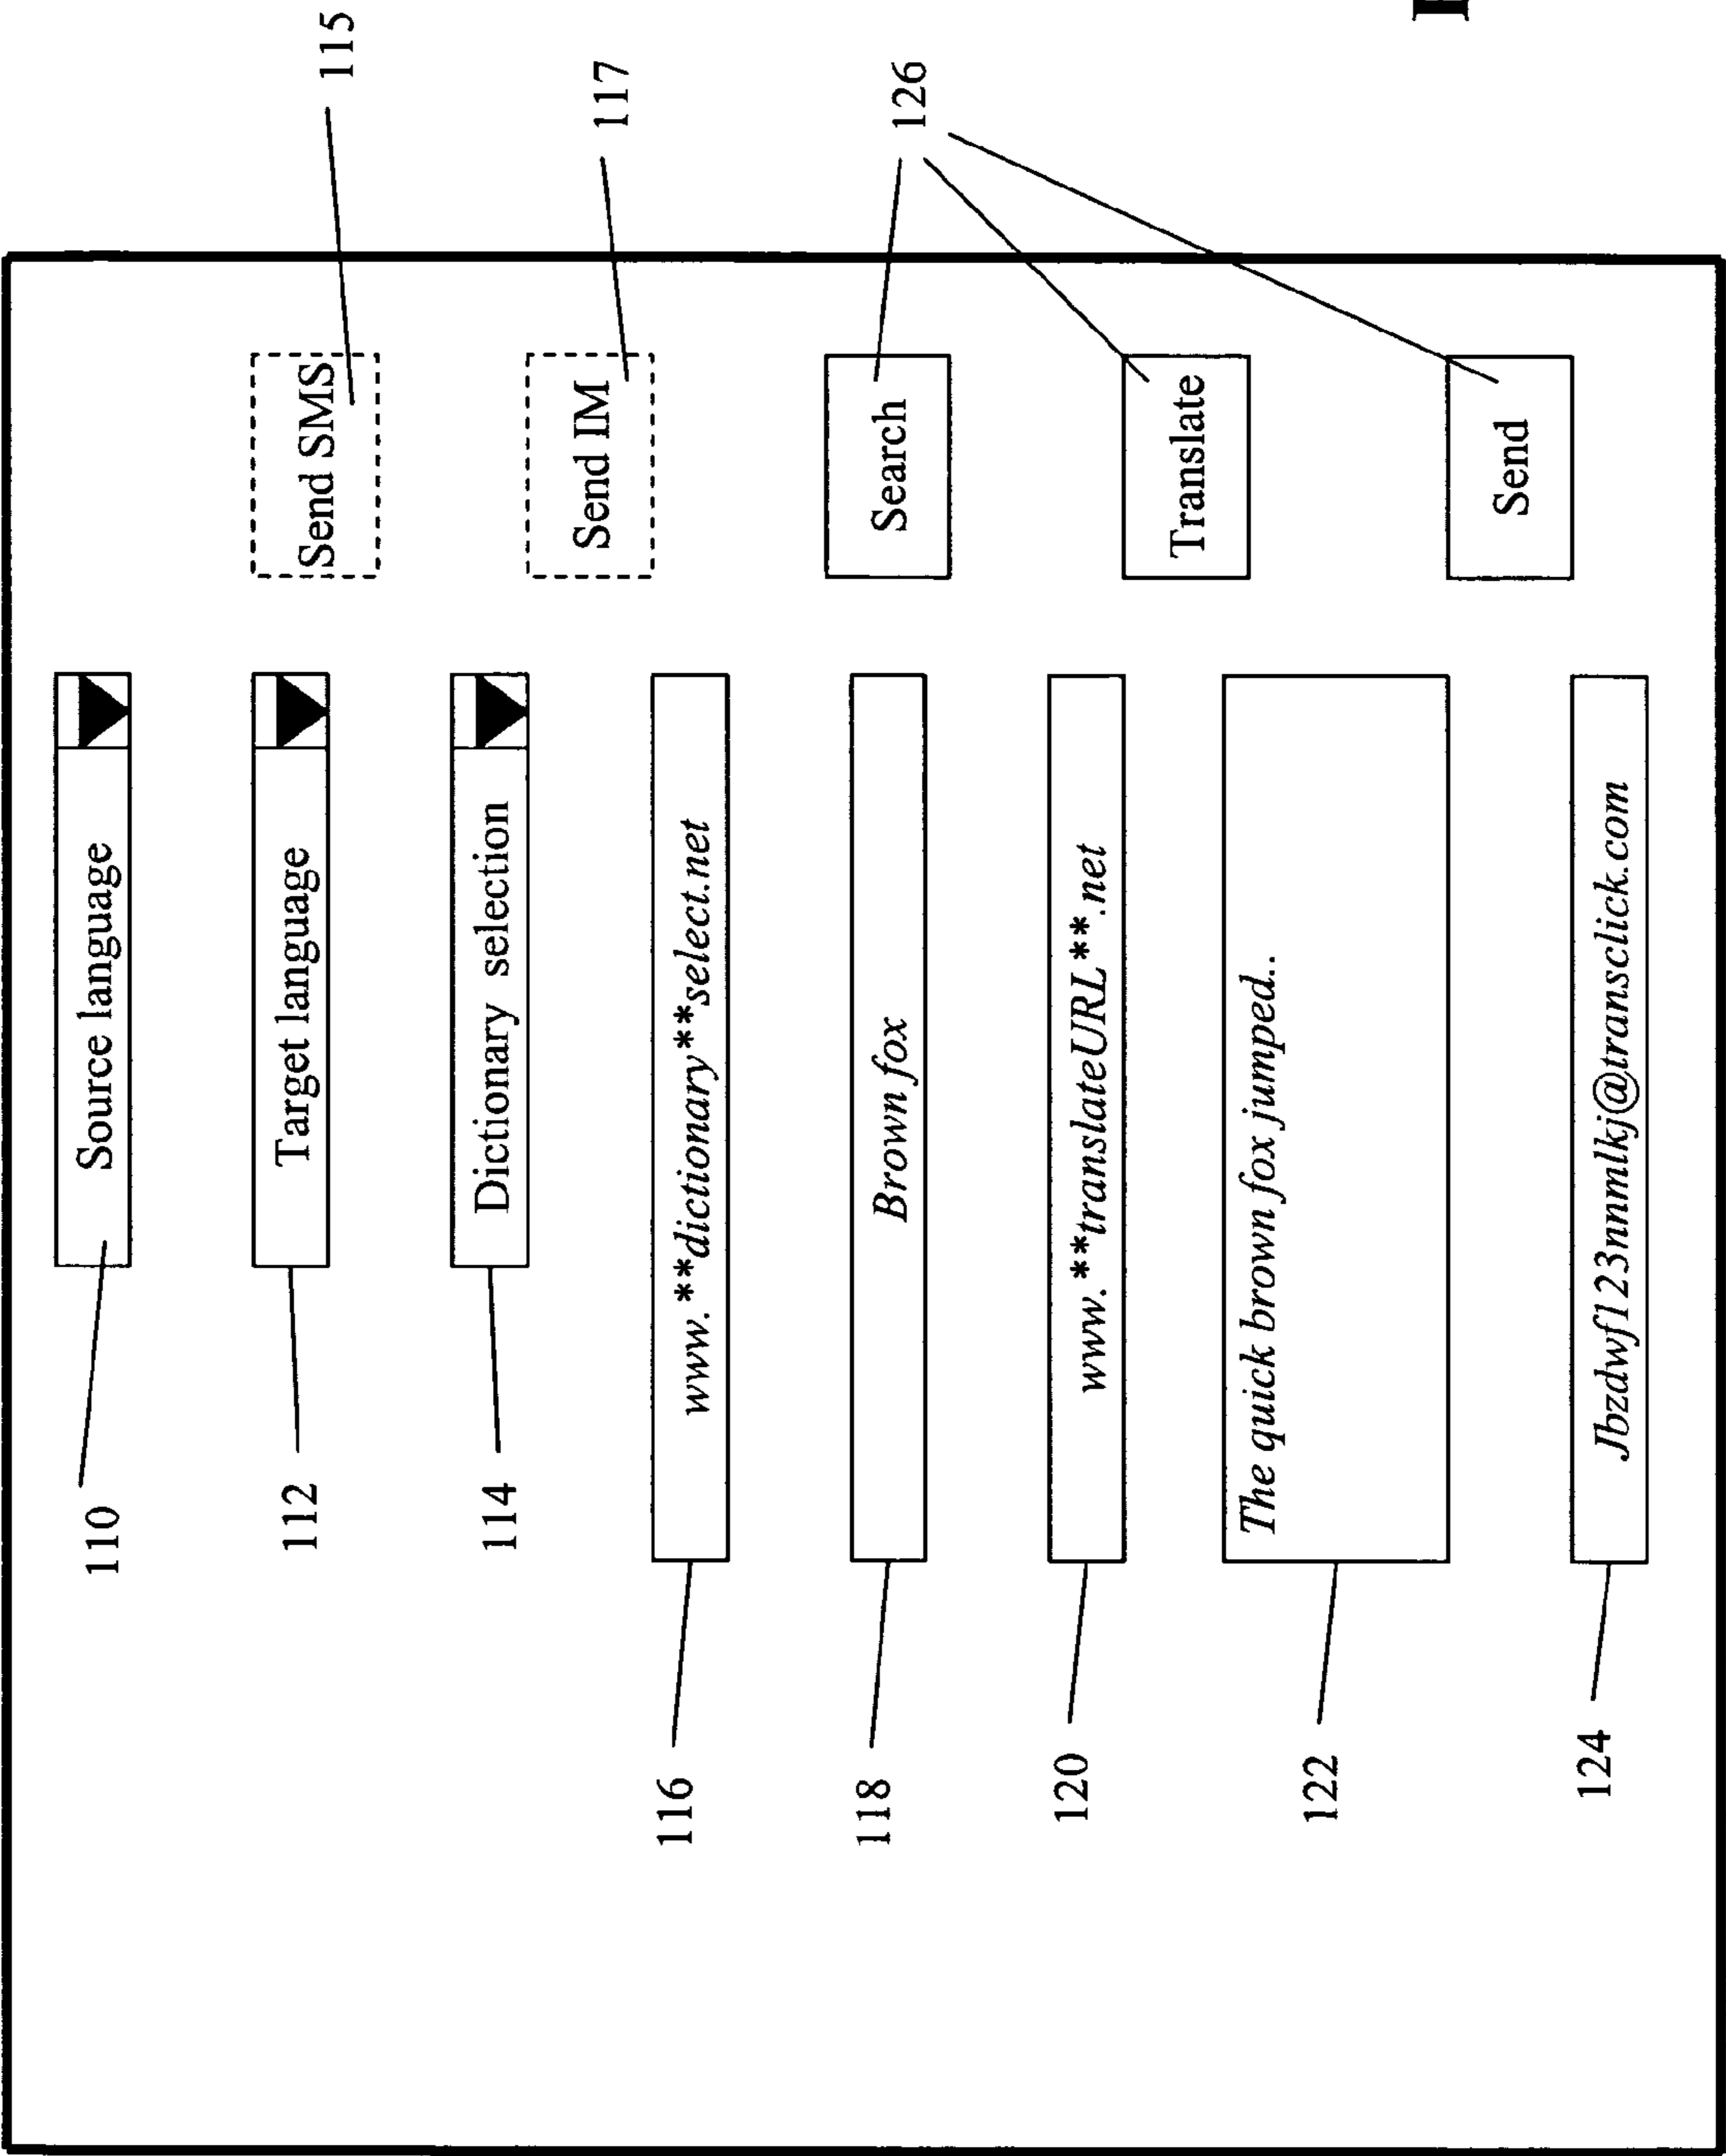 110
Source language
112
Target language
Send SMS
115
114
Dictionary selection
Send IM
117
116
www.**dictionary**select.net
118
Brown fox
Search
126
120
www.**translateURL**.net
Translate
122
The quick brown fox jumped..
Send
124
Jbzdwf123nnmlkj@transclick.com